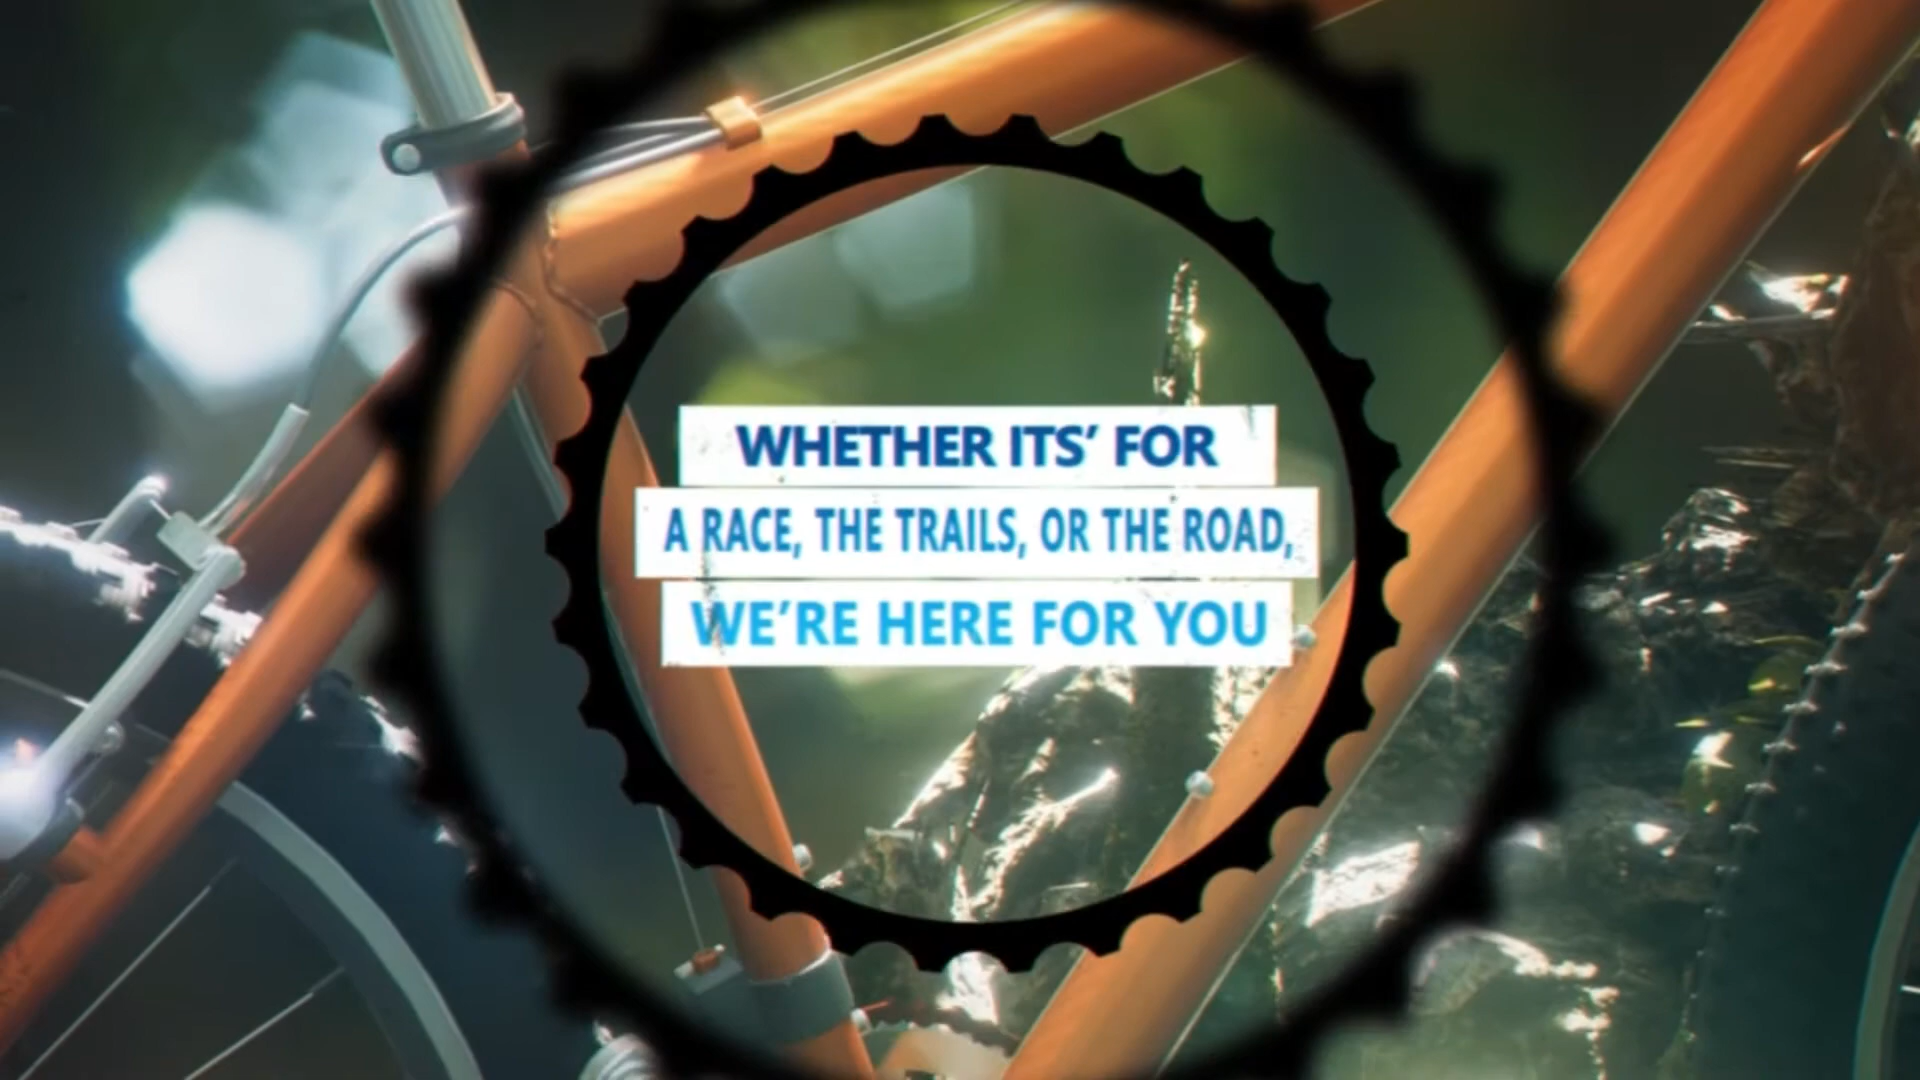 WHETHER ITS’ FOR
A RACE, THE TRAILS, OR THE ROAD,
WE’RE HERE FOR YOU